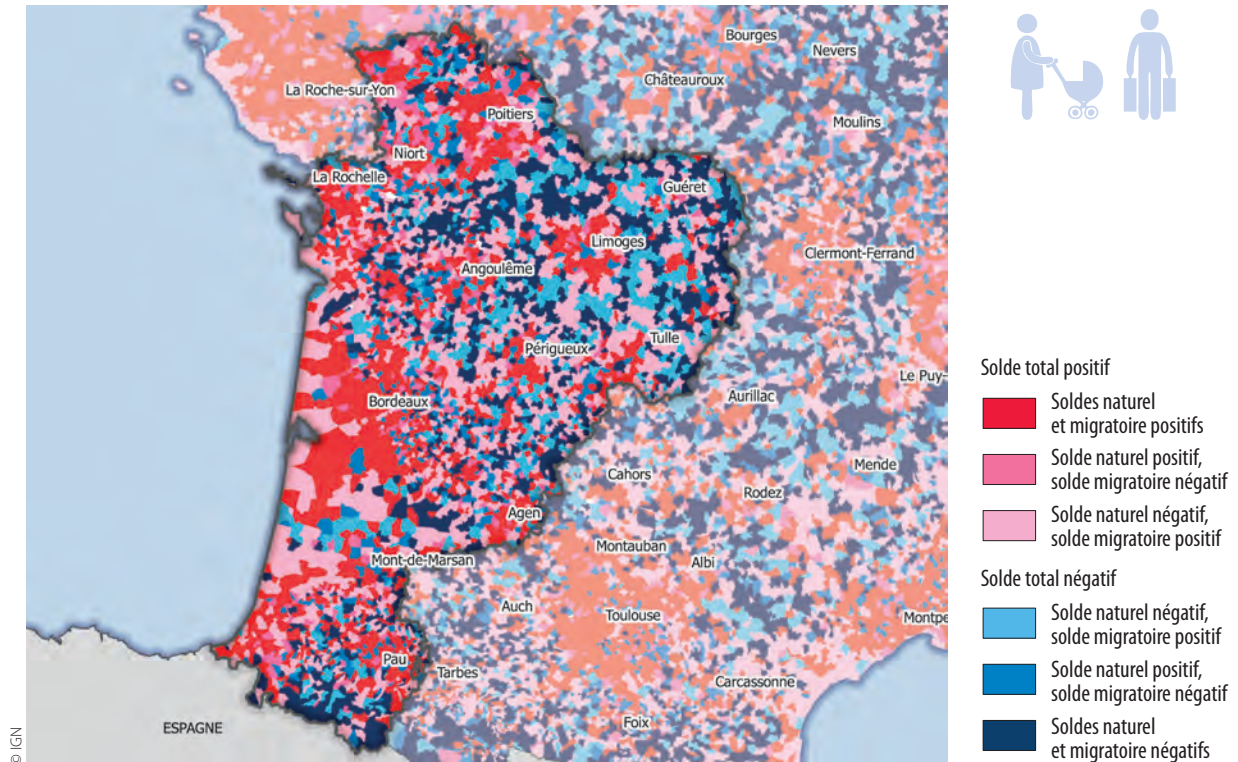 Bourges
Nevers
Châteauroux
La Roche-sur-Yon
Poitiers
Moulins
Niort
La Rochelle
Guéret
Limoges
Clermont-Ferrand
Angoulême
Tulle
Périgueux
Le Puy-
Aurillac
Bordeaux
Mende
Cahors
Rodez
Agen
Montauban
Mont-de-Marsan
Albi
Auch
Toulouse
Montpe
Pau
Tarbes
Carcassonne
Foix
ESPAGNE
© IGN
Solde total positif
Soldes naturel
et migratoire positifs
Solde naturel positif,
solde migratoire négatif
Solde naturel négatif,
solde migratoire positif
Solde total négatif
Solde naturel négatif,
solde migratoire positif
Solde naturel positif,
solde migratoire négatif
Soldes naturel
et migratoire négatifs